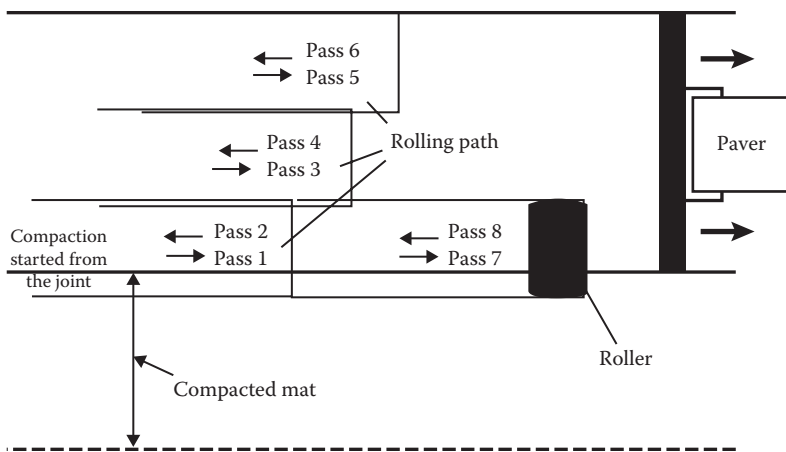 Pass 6
Pass 5
Pass 4
Pass 3
Rolling path
Paver
Pass 2
Pass 1
Compaction
started from
the joint
Pass 8
Pass 7
Roller
Compacted mat